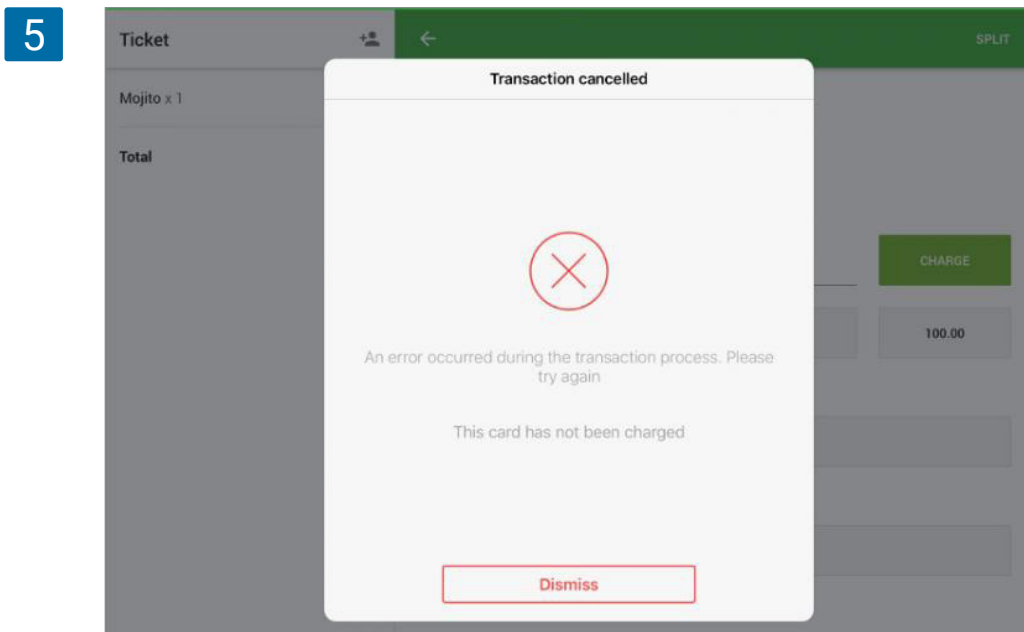 5
Ticket
SPLIT
Transaction cancelled
Mojito x 1
Total
CHARGE
100.00
An error occurred during the transaction process. Please
try again
This card has not been charged
Dismiss